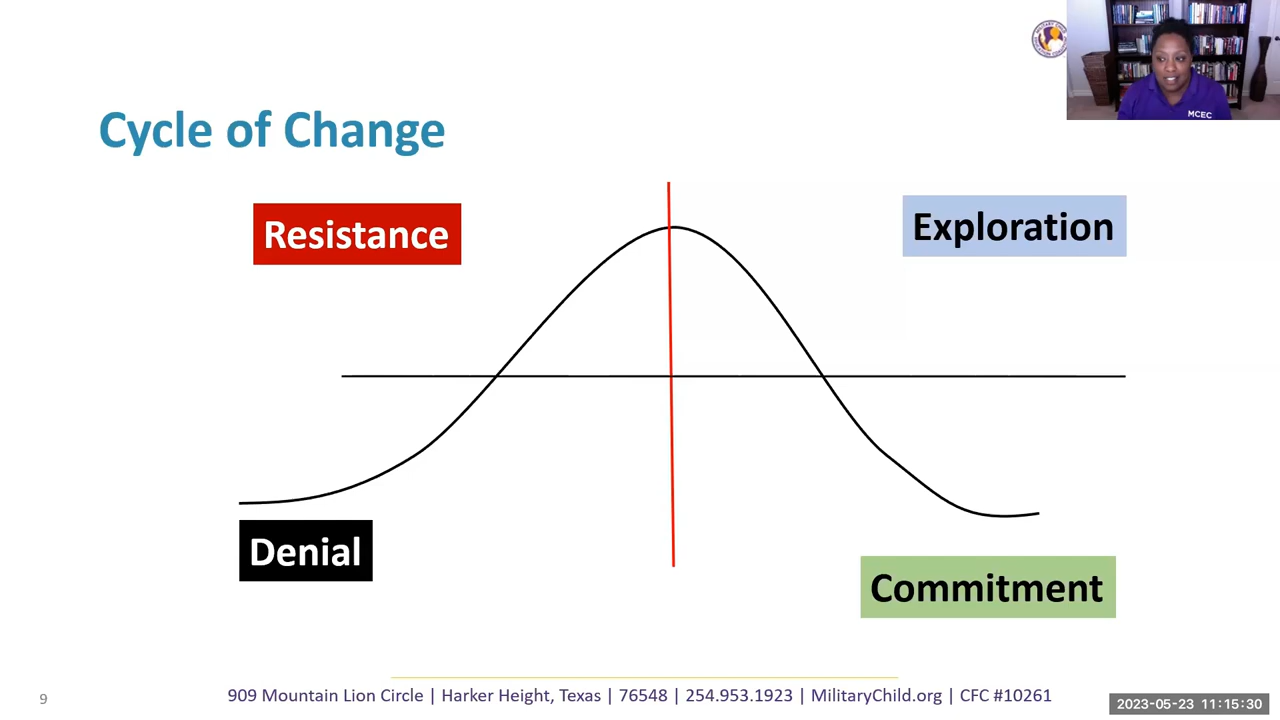 MCEC
Cycle of Change
Resistance
Exploration
Denial
Commitment
9
909 Mountain Lion Circle | Harker Height, Texas | 76548 | 254.953.1923 | MilitaryChild.org | CFC #10261
2023-05-23 11:15:30